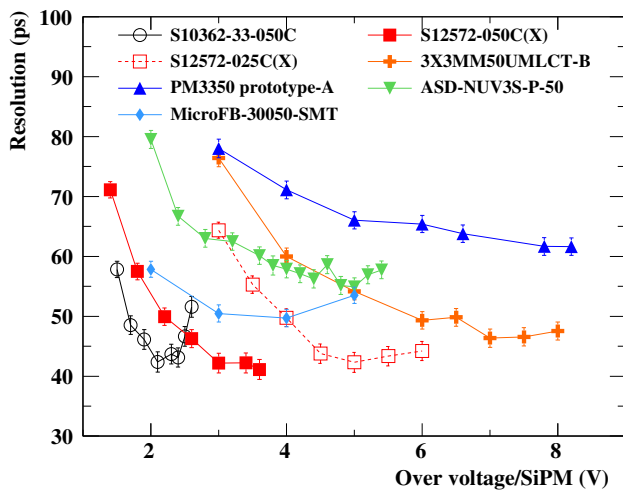 Resolution (ps)
100
90
80
70
60
50
40
30
S10362-33-050C
S12572-050C(X)
S12572-025C(X)
3X3MM50UMLCT-B
PM3350 prototype-A
ASD-NUV3S-P-50
MicroFB-30050-SMT
2 4 6 8
Over voltage/SiPM (V)